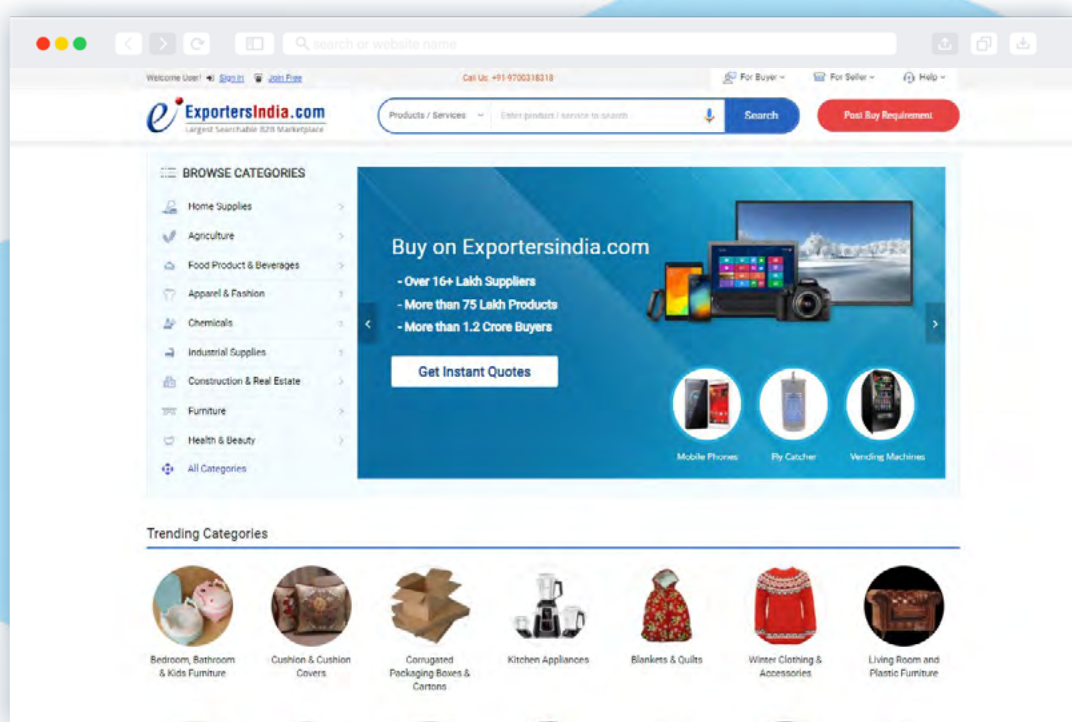 search or website name
Welcome User! Sign In Join Free
Call Us: +91-9700318318
For Buyer
For Seller
Help
ExportersIndia.com
Largest Searchable B2B Marketplace
Products / Services
Enter product / service to search
Search
Post Buy Requirement
BROWSE CATEGORIES
Home Supplies
Agriculture
Food Product & Beverages
Apparel & Fashion
Chemicals
Industrial Supplies
Construction & Real Estate
Furniture
Health & Beauty
All Categories
Buy on Exportersindia.com
- Over 16+ Lakh Suppliers
- More than 75 Lakh Products
- More than 1.2 Crore Buyers
Get Instant Quotes
Mobile Phones
Fly Catcher
Vending Machines
Trending Categories
Bedroom, Bathroom
& Kids Furniture
Cushion & Cushion
Covers
Corrugated
Packaging Boxes &
Cartons
Kitchen Appliances
Blankets & Quilts
Winter Clothing &
Accessories
Living Room and
Plastic Furniture